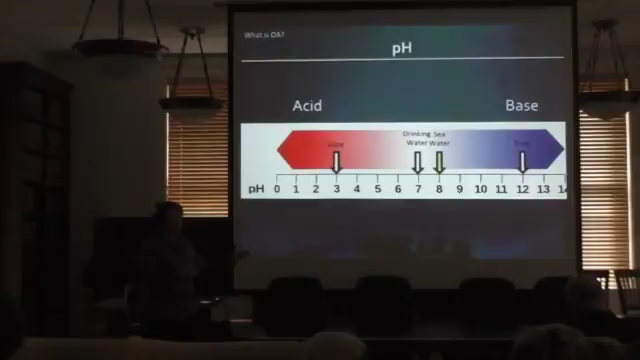 What is OA?
pH
Acid
Base
Drinking Sea
Water Water
pH 0 1 2 3 4 5 6 7 8 9 10 11 12 13 14